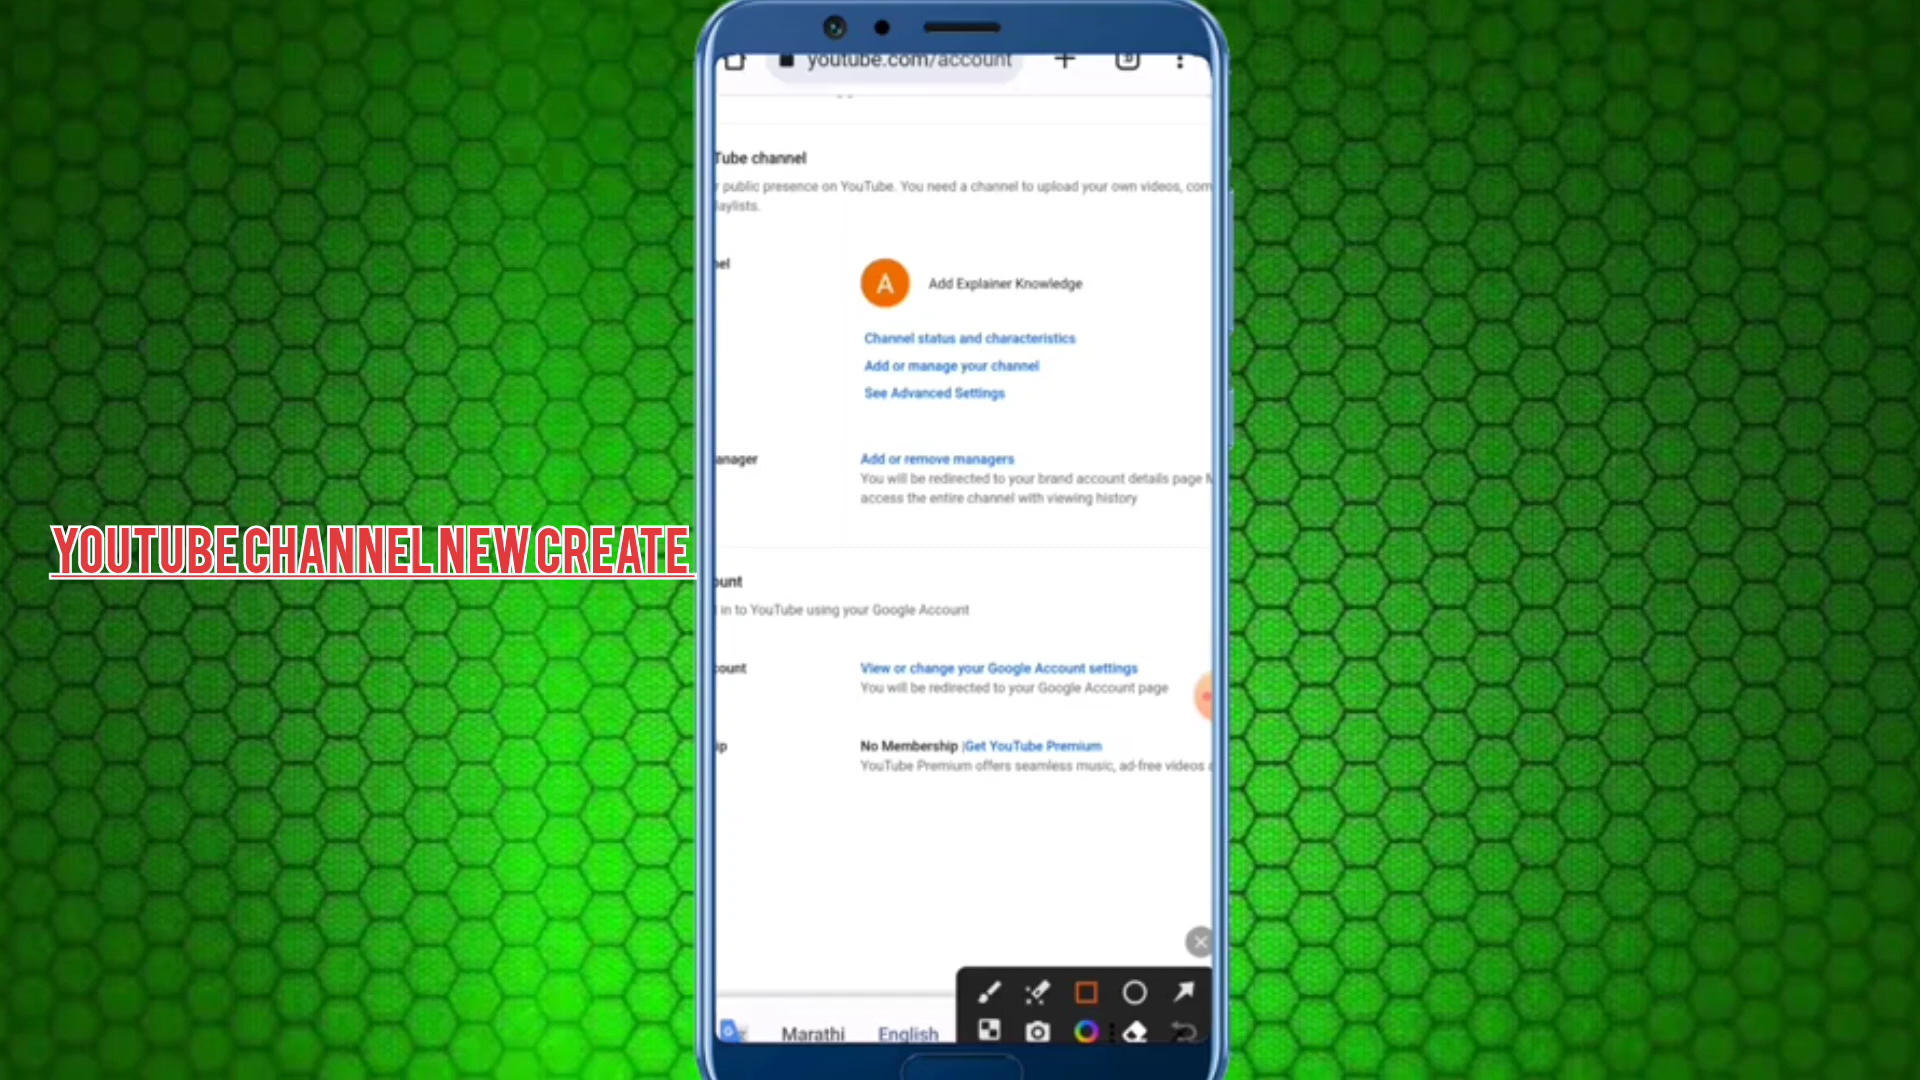 youtube.com/account
Tube channel
r public presence on YouTube. You need a channel to upload your own videos, com
laylists.
nel
A
Add Explainer Knowledge
Channel status and characteristics
Add or manage your channel
See Advanced Settings
anager
Add or remove managers
You will be redirected to your brand account details page M
access the entire channel with viewing history
YOUTUBE CHANNEL NEW CREATE
ount
in to YouTube using your Google Account
count
View or change your Google Account settings
You will be redirected to your Google Account page
ip
No Membership |Get YouTube Premium
YouTube Premium offers seamless music, ad-free videos a
Marathi English